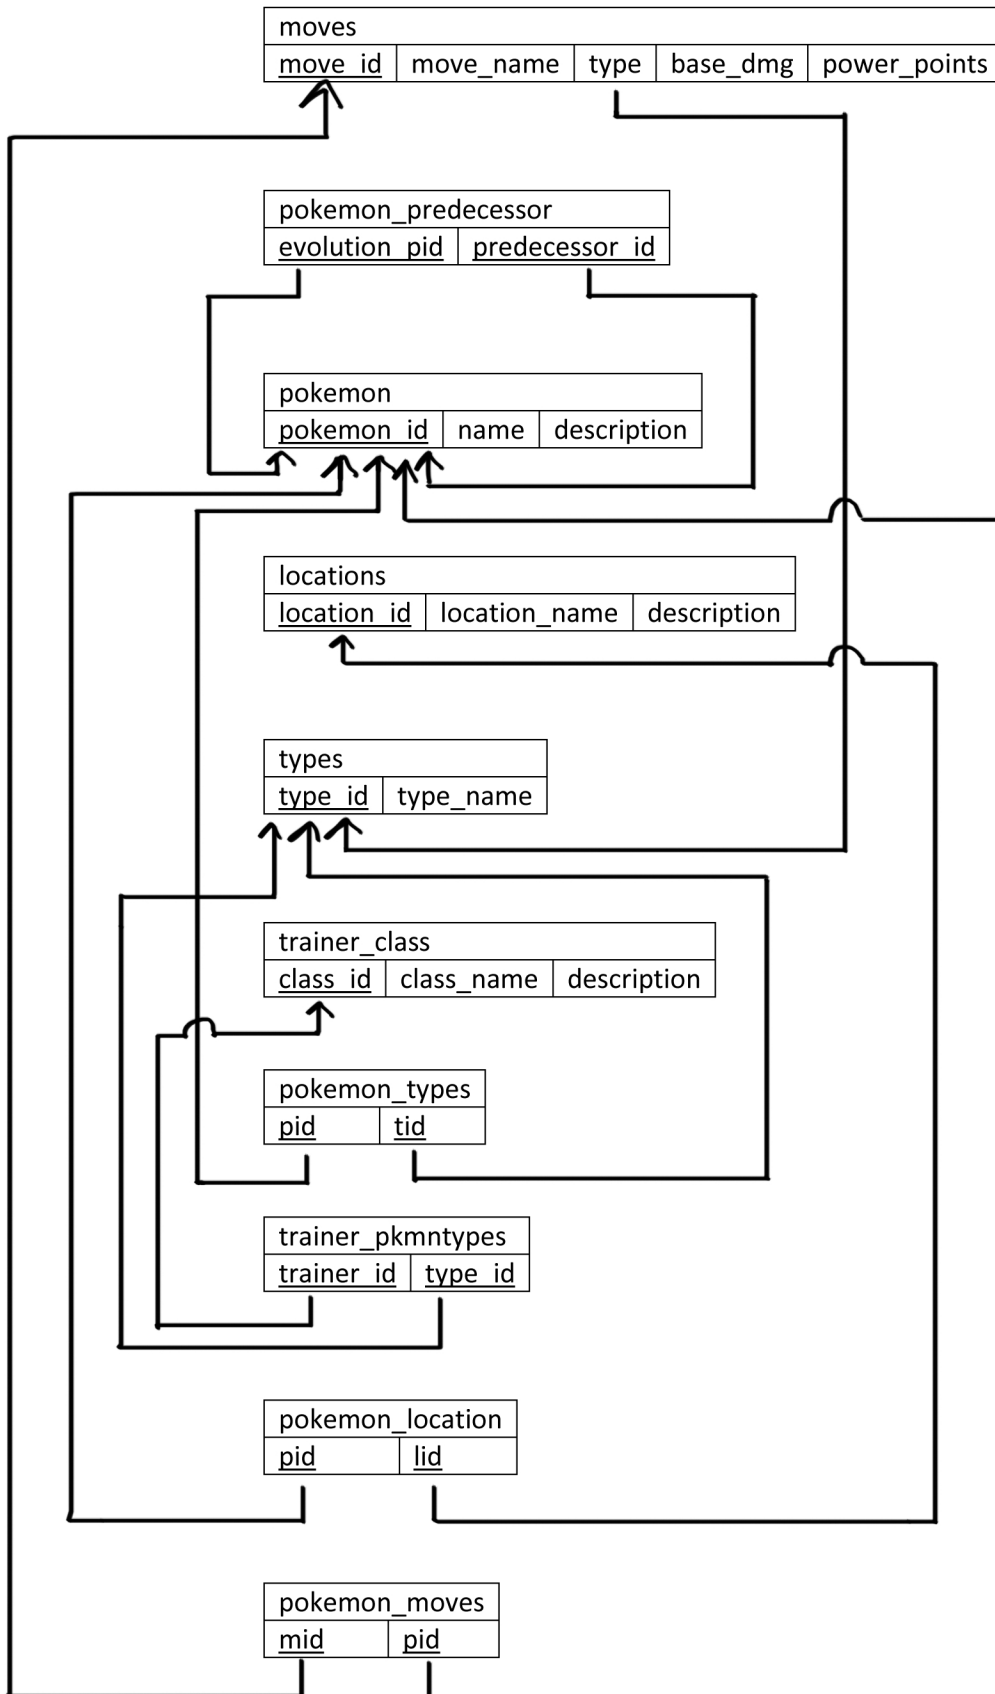 moves
move_id move_name type base_dmg power_points
pokemon_predecessor
evolution_pid predecessor_id
pokemon
pokemon_id name description
locations
location_id location_name description
types
type_id type_name
trainer_class
class_id class_name description
pokemon_types
pid tid
trainer_pkmntypes
trainer_id type_id
pokemon_location
pid lid
pokemon_moves
mid pid